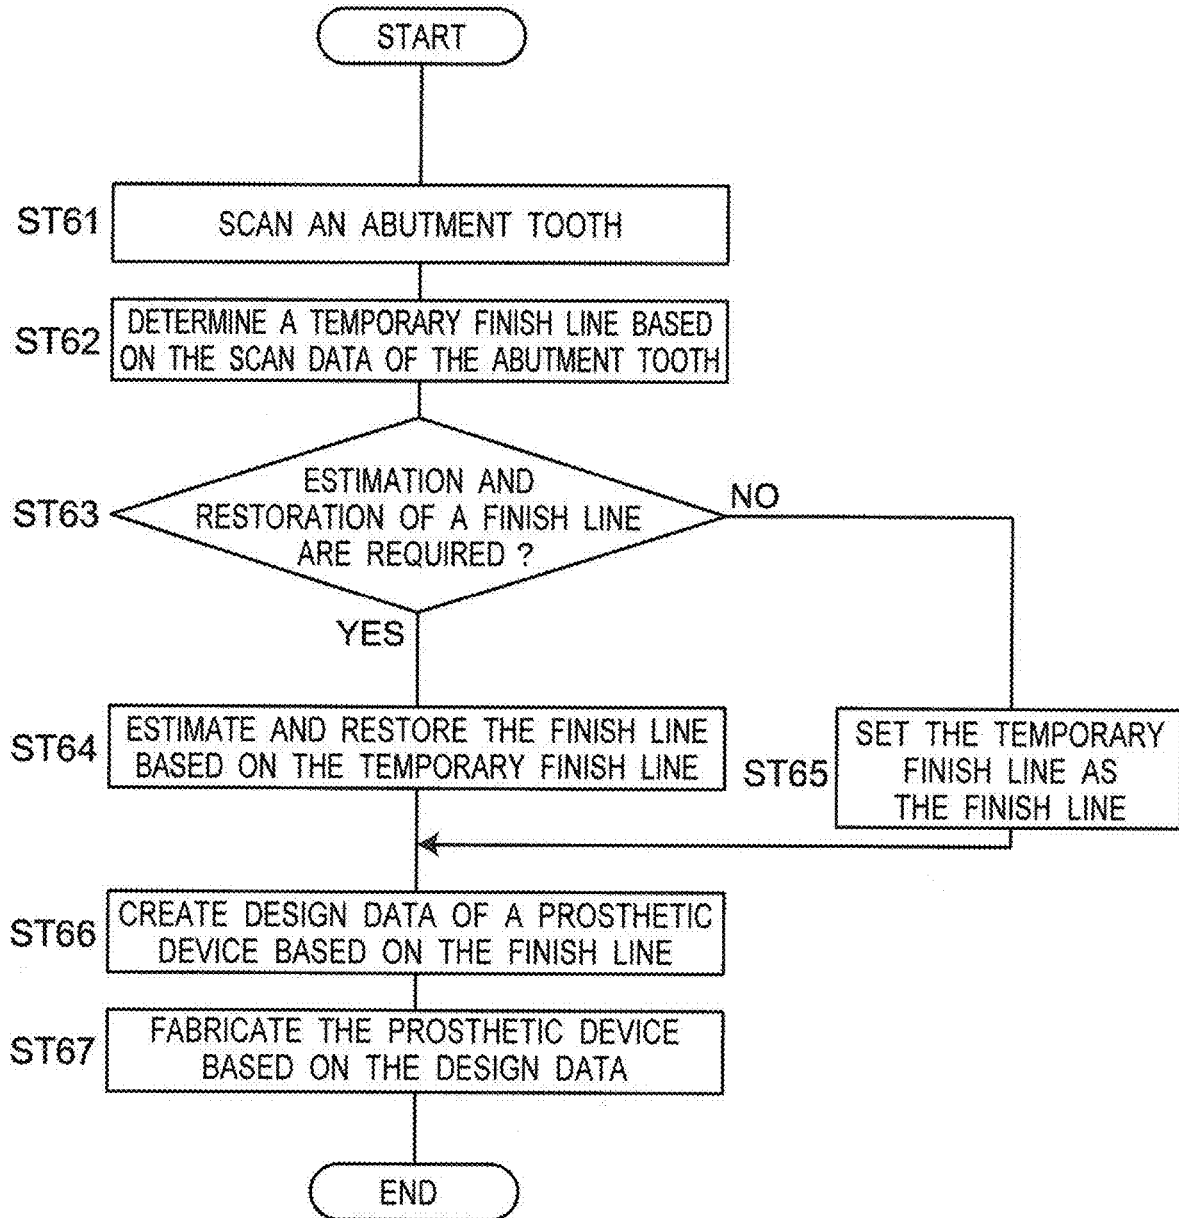 START
ST61
SCAN AN ABUTMENT TOOTH
ST62
DETERMINE A TEMPORARY FINISH LINE BASED
ON THE SCAN DATA OF THE ABUTMENT TOOTH
ST63
ESTIMATION AND
RESTORATION OF A FINISH LINE
ARE REQUIRED ?
NO
YES
ST64
ESTIMATE AND RESTORE THE FINISH LINE
BASED ON THE TEMPORARY FINISH LINE
ST65
SET THE TEMPORARY
FINISH LINE AS
THE FINISH LINE
ST66
CREATE DESIGN DATA OF A PROSTHETIC
DEVICE BASED ON THE FINISH LINE
ST67
FABRICATE THE PROSTHETIC DEVICE
BASED ON THE DESIGN DATA
END